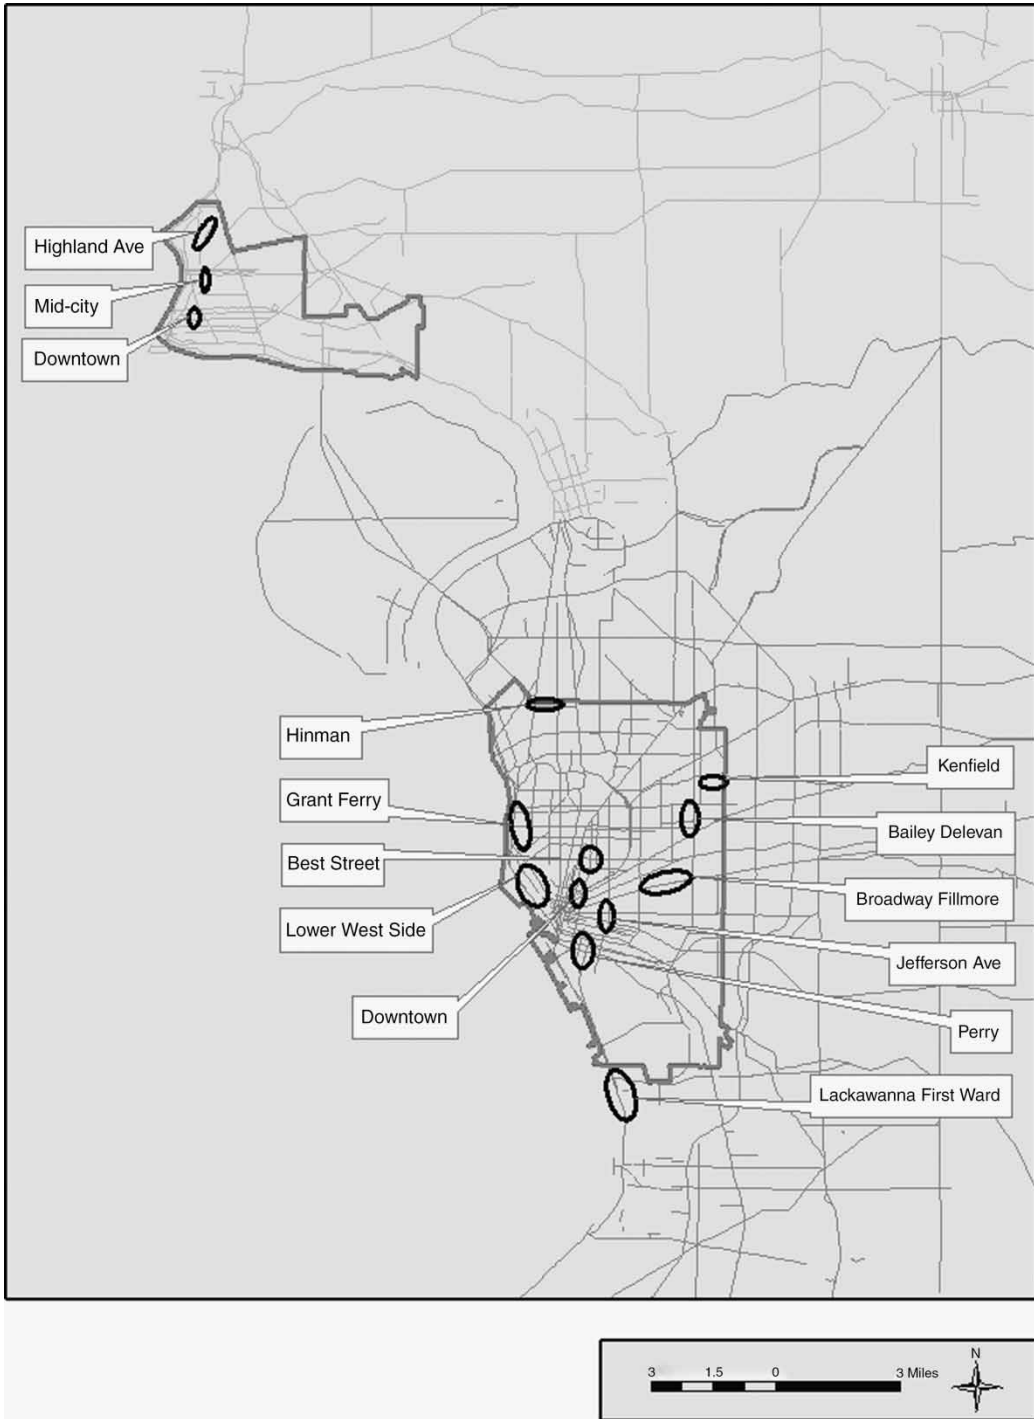 Highland Ave
Mid-city
Downtown
Hinman
Kenfield
Grant Ferry
Bailey Delevan
Best Street
Broadway Fillmore
Lower West Side
Jefferson Ave
Downtown
Perry
Lackawanna First Ward
N
3 1.5 0 3 Miles